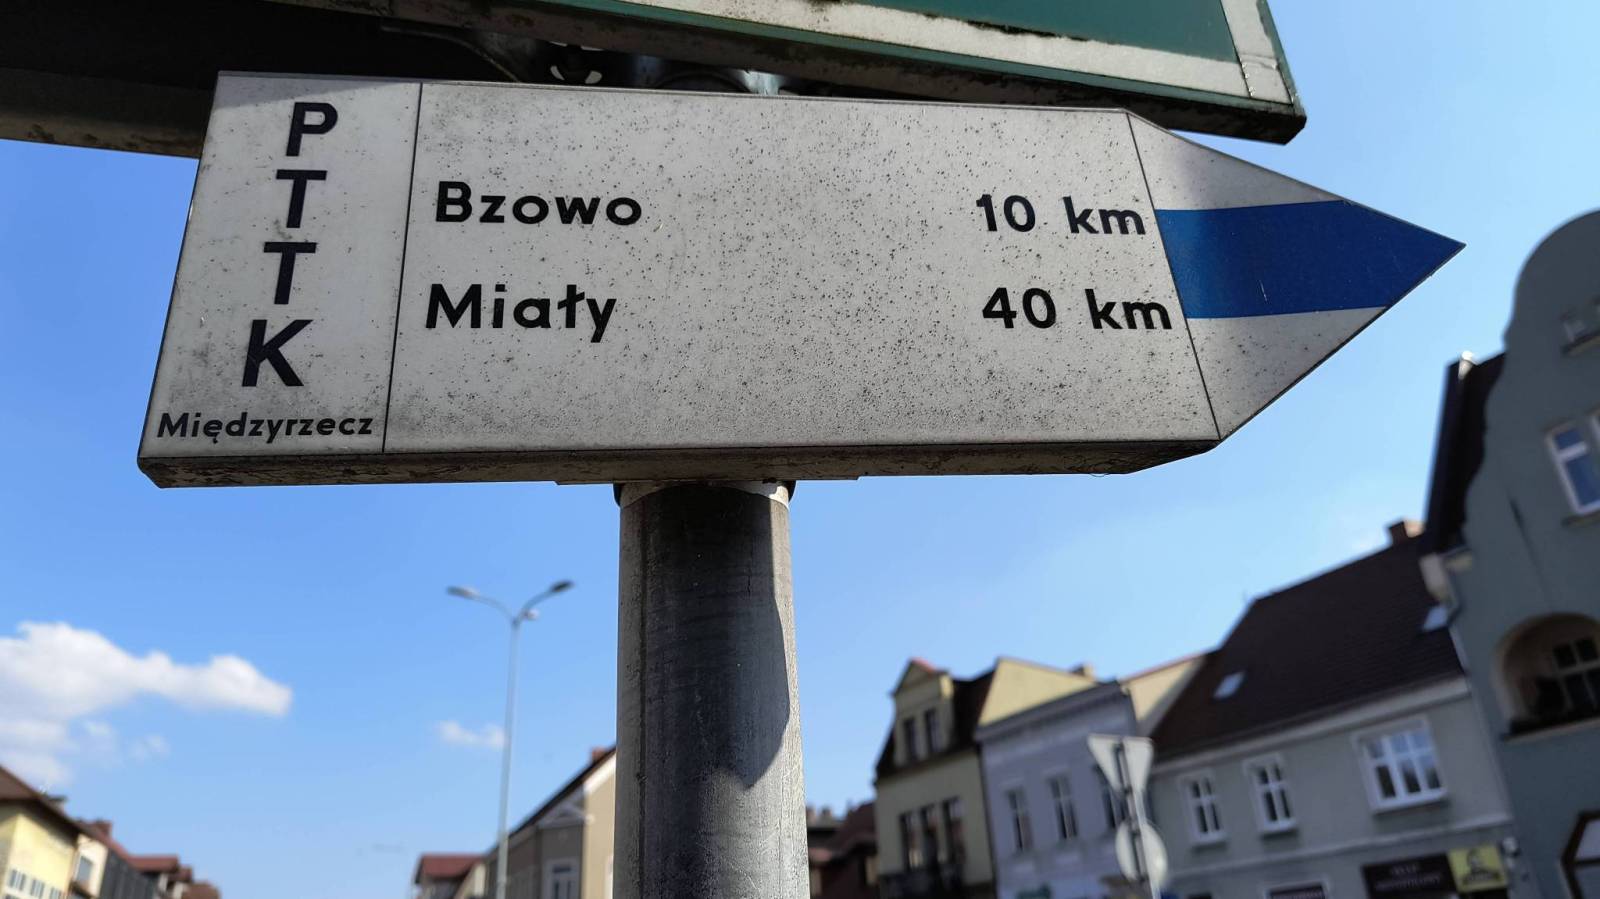 PTTK
Międzyrzecz
Bzowo 10 km
Miały 40 km